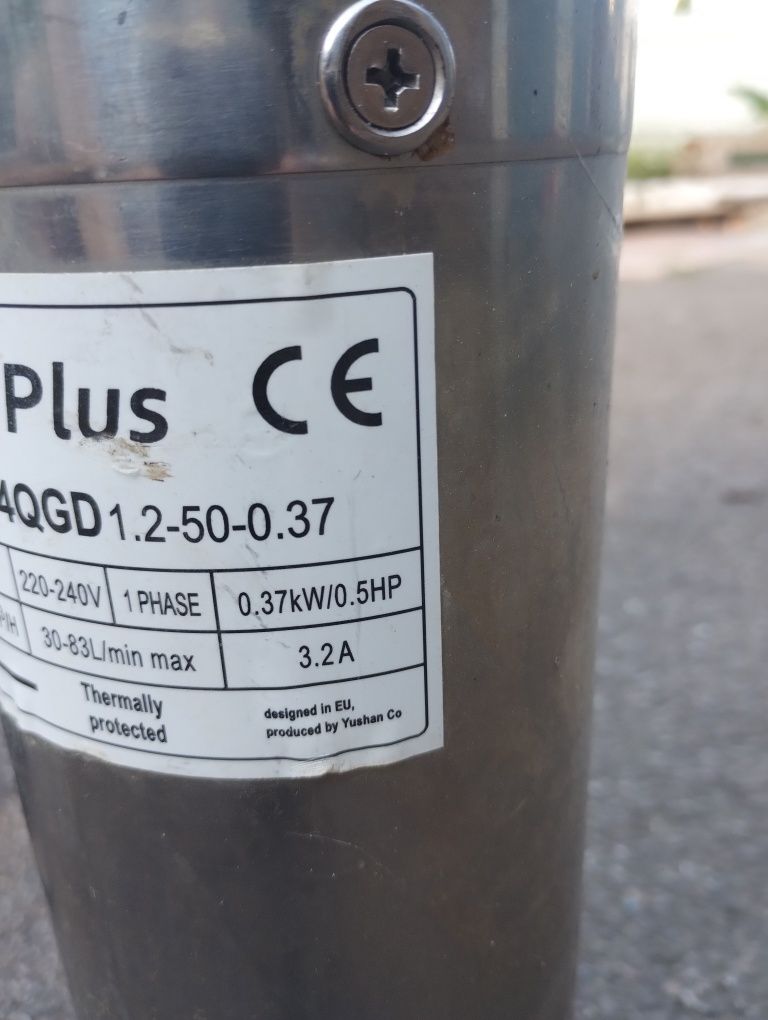 Plus CE
4QGD1.2-50-0.37
220-240V 1 PHASE 0.37kW/0.5HP
30-83L/min max 3.2A
Thermally
protected
designed in EU,
produced by Yushan Co